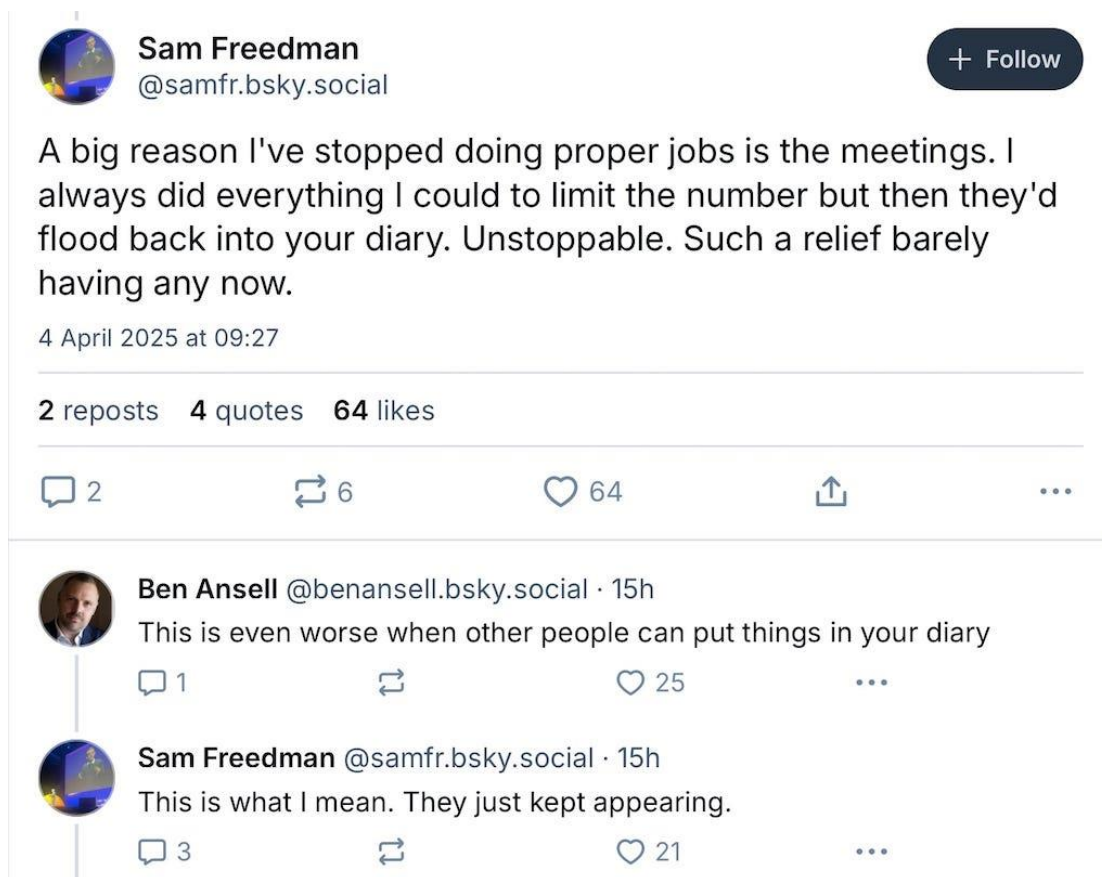 Sam Freedman
@samfr.bsky.social
+ Follow
A big reason I've stopped doing proper jobs is the meetings. I
always did everything I could to limit the number but then they'd
flood back into your diary. Unstoppable. Such a relief barely
having any now.
4 April 2025 at 09:27
2 reposts 4 quotes 64 likes
2 6 64
Ben Ansell @benansell.bsky.social · 15h
This is even worse when other people can put things in your diary
1 25
Sam Freedman @samfr.bsky.social · 15h
This is what I mean. They just kept appearing.
3 21